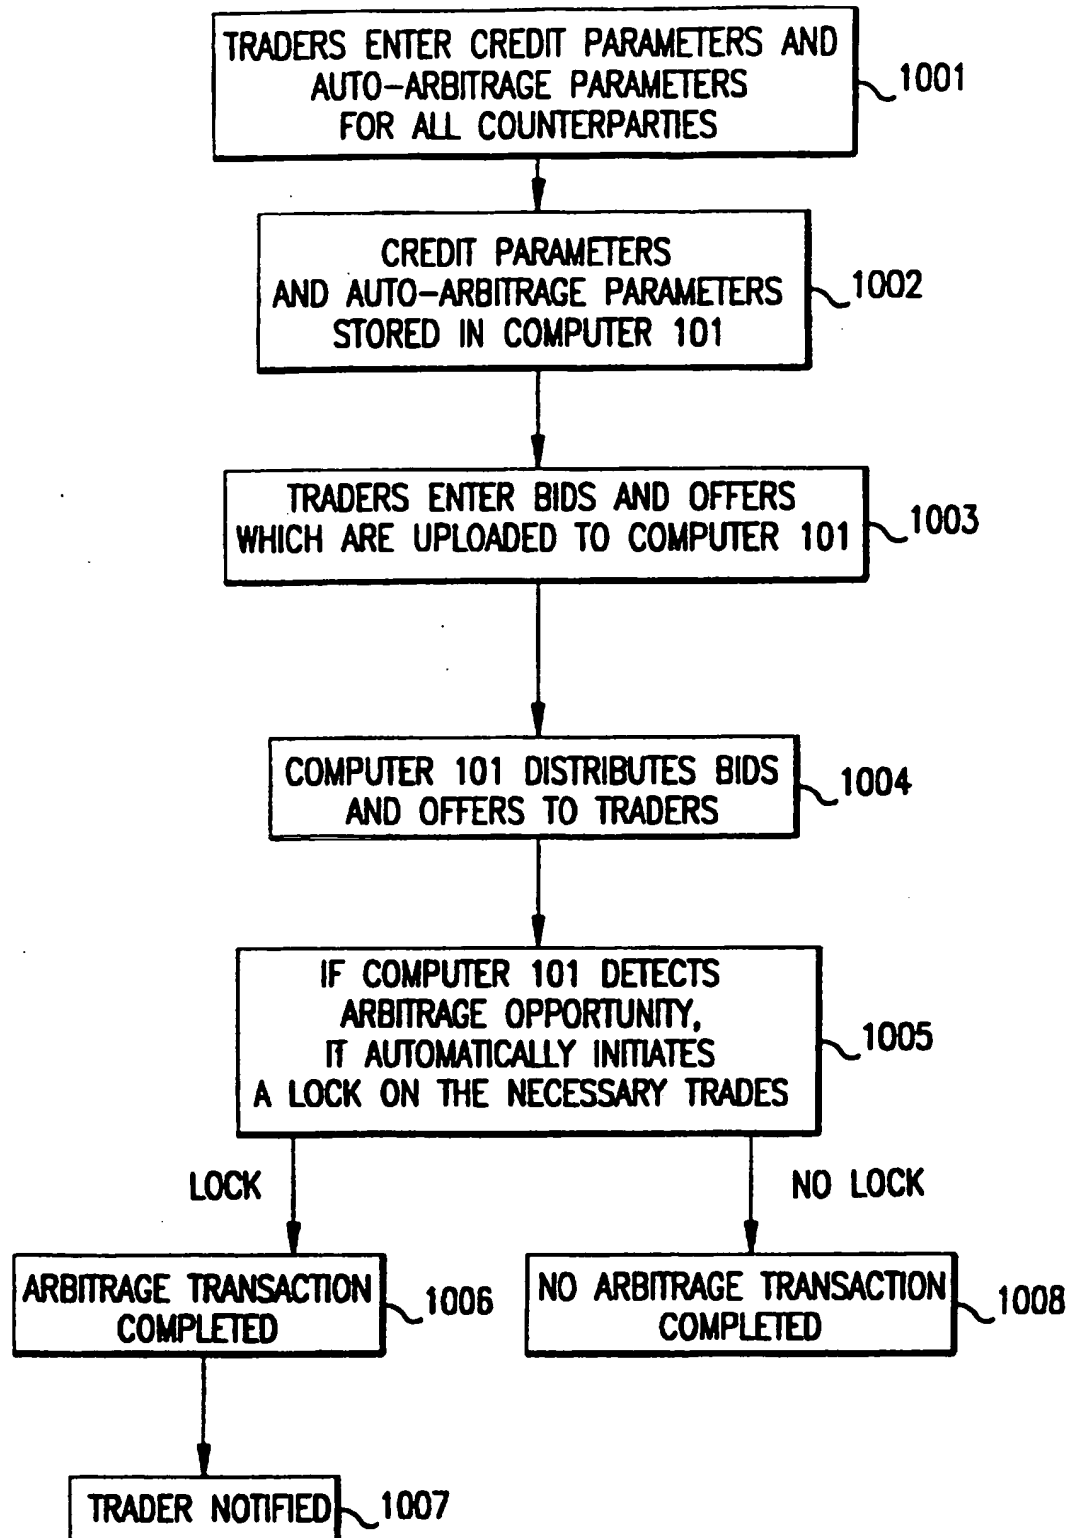 TRADERS ENTER CREDIT PARAMETERS AND
AUTO-ARBITRAGE PARAMETERS
FOR ALL COUNTERPARTIES
1001
CREDIT PARAMETERS
AND AUTO-ARBITRAGE PARAMETERS
STORED IN COMPUTER 101
1002
TRADERS ENTER BIDS AND OFFERS
WHICH ARE UPLOADED TO COMPUTER 101
1003
COMPUTER 101 DISTRIBUTES BIDS
AND OFFERS TO TRADERS
1004
IF COMPUTER 101 DETECTS
ARBITRAGE OPPORTUNITY,
IT AUTOMATICALLY INITIATES
A LOCK ON THE NECESSARY TRADES
1005
LOCK
NO LOCK
ARBITRAGE TRANSACTION
COMPLETED
1006
NO ARBITRAGE TRANSACTION
COMPLETED
1008
TRADER NOTIFIED
1007